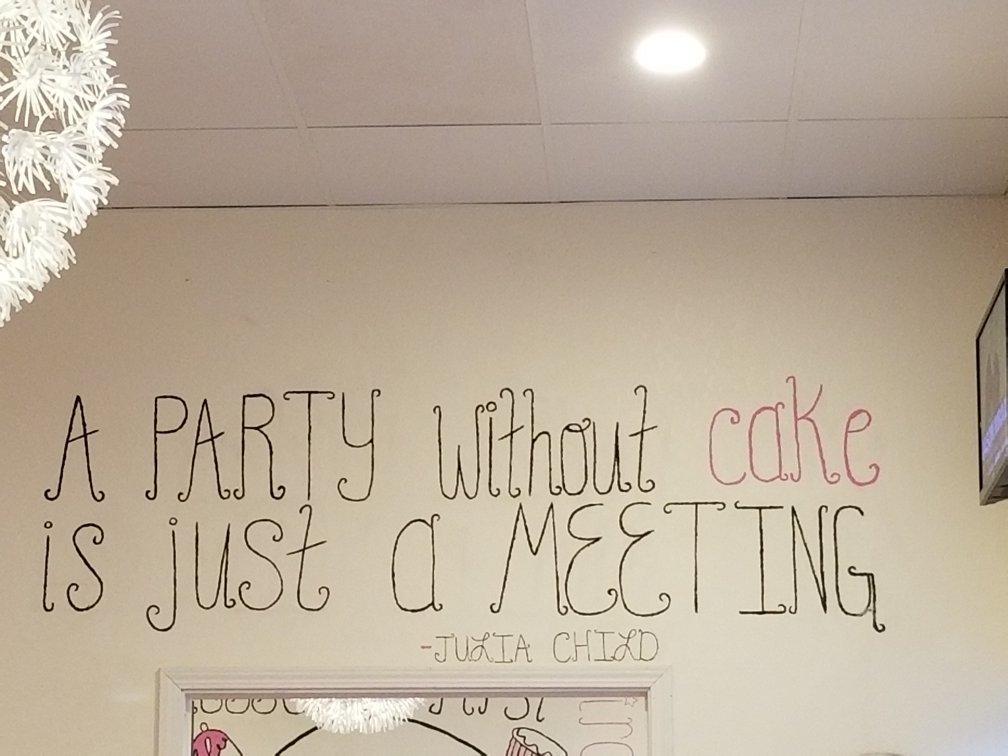 A PARTY without cake
is just a MEETING
-JULIA CHILD